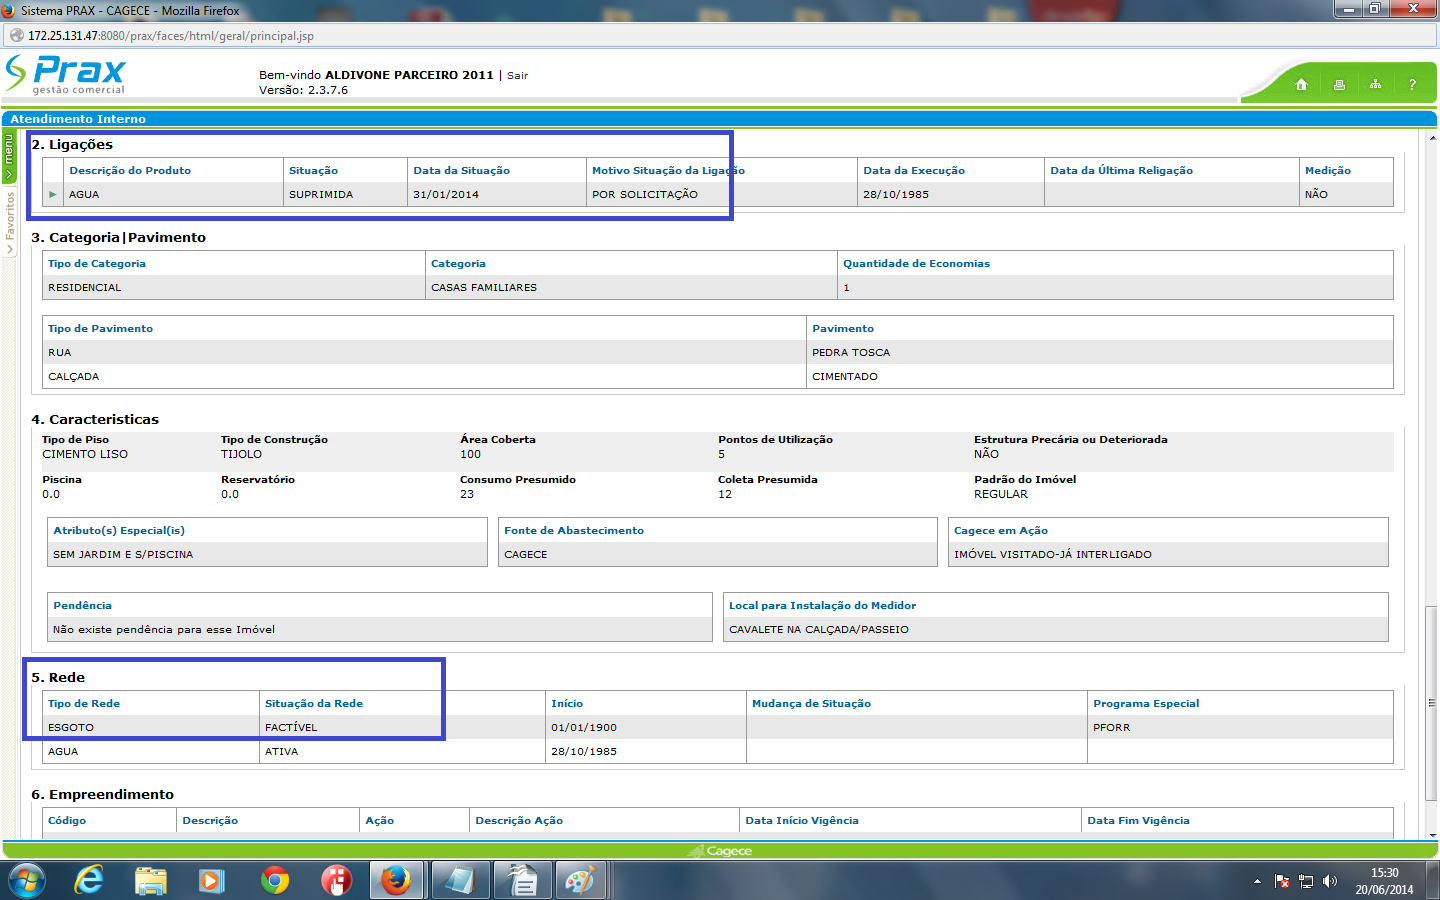 Sistema PRAX - CAGECE - Mozilla Firefox
172.25.131.47:8080/prax/faces/html/geral/principal.jsp
Prax
gestão comercial
Bem-vindo ALDIVONE PARCEIRO 2011 | Sair
Versão: 2.3.7.6
?
Atendimento Interno
menu
Favoritos
2. Ligações
Descrição do Produto Situação Data da Situação Motivo Situação da Ligação Data da Execução Data da Última Religação Medição
AGUA SUPRIMIDA 31/01/2014 POR SOLICITAÇÃO 28/10/1985 NÃO
3. Categoria|Pavimento
Tipo de Categoria Categoria Quantidade de Economias
RESIDENCIAL CASAS FAMILIARES 1
Tipo de Pavimento Pavimento
RUA PEDRA TOSCA
CALÇADA CIMENTADO
4. Caracteristicas
Tipo de Piso Tipo de Construção Área Coberta Pontos de Utilização Estrutura Precária ou Deteriorada
CIMENTO LISO TIJOLO 100 5 NÃO
Piscina Reservatório Consumo Presumido Coleta Presumida Padrão do Imóvel
0.0 0.0 23 12 REGULAR
Atributo(s) Especial(is) Fonte de Abastecimento Cagece em Ação
SEM JARDIM E S/PISCINA CAGECE IMÓVEL VISITADO-JÁ INTERLIGADO
Pendência Local para Instalação do Medidor
Não existe pendência para esse Imóvel CAVALETE NA CALÇADA/PASSEIO
5. Rede
Tipo de Rede Situação da Rede Início Mudança de Situação Programa Especial
ESGOTO FACTÍVEL 01/01/1900 PFORR
AGUA ATIVA 28/10/1985
6. Empreendimento
Código Descrição Ação Descrição Ação Data Início Vigência Data Fim Vigência
Cagece
15:30
20/06/2014